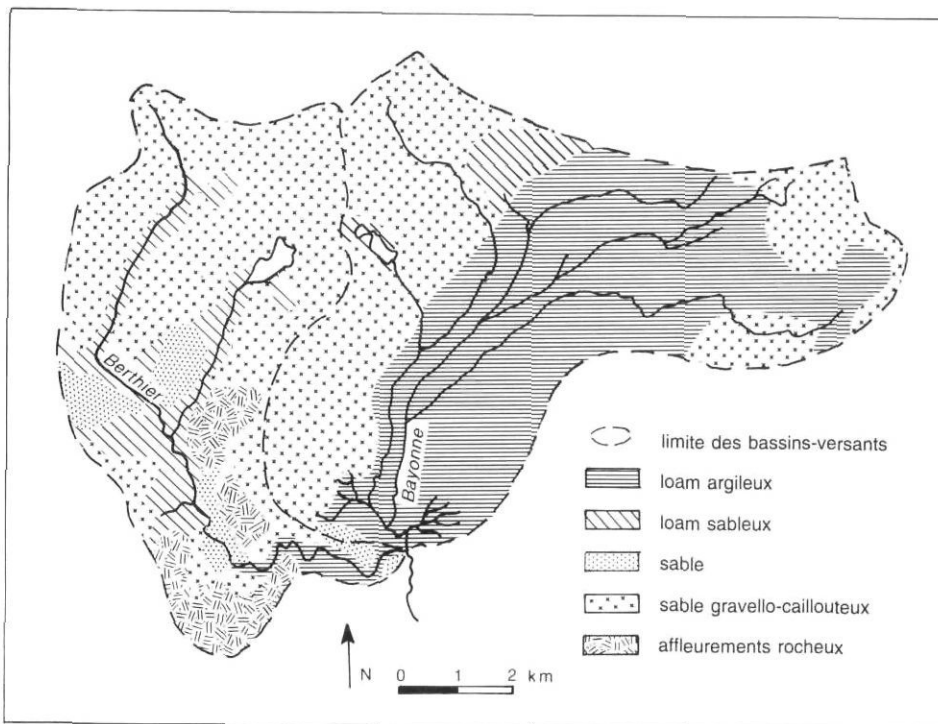 Berthier
Bayonne
limite des bassins-versants
loam argileux
loam sableux
sable
sable gravello-caillouteux
affleurements rocheux
N 0 1 2 km